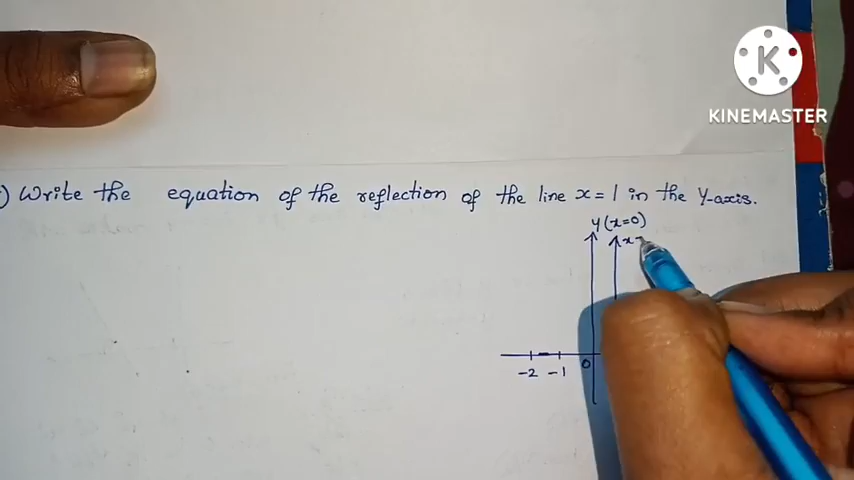 KINEMASTER
) Write the equation of the reflection of the line x = 1 in the Y-axis.
y (x=0)
x=
-2 -1 0